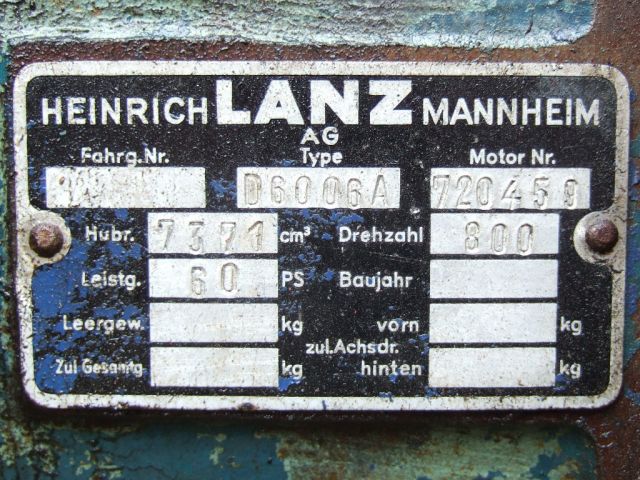 HEINRICH LANZ MANNHEIM
AG
Fahrg.Nr. Type Motor Nr.
D6006A 720459
Hubr. 7371 cm³ Drehzahl 800
Leistg. 60 PS Baujahr
Leergew. kg vorn kg
zul.Achsdr.
Zul Gesamtg kg hinten kg